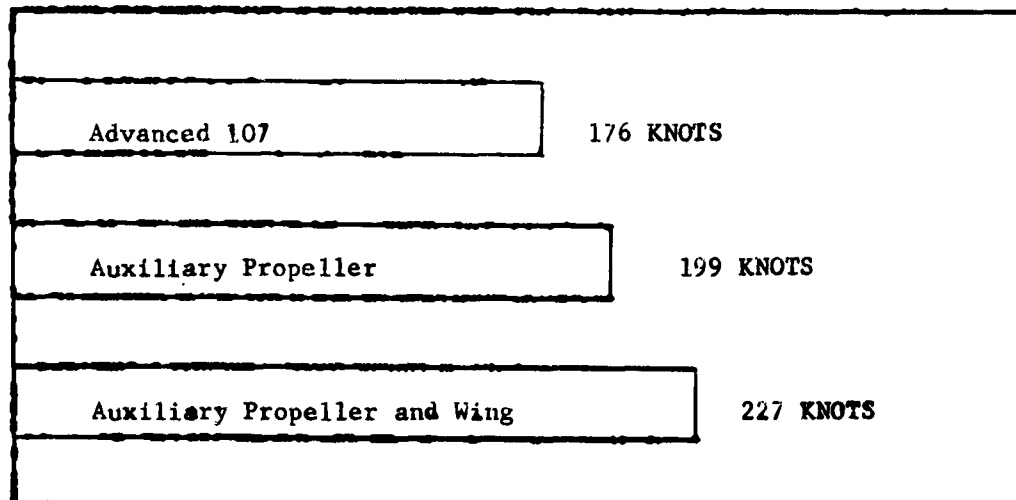 Advanced 107 176 KNOTS
Auxiliary Propeller 199 KNOTS
Auxiliary Propeller and Wing 227 KNOTS